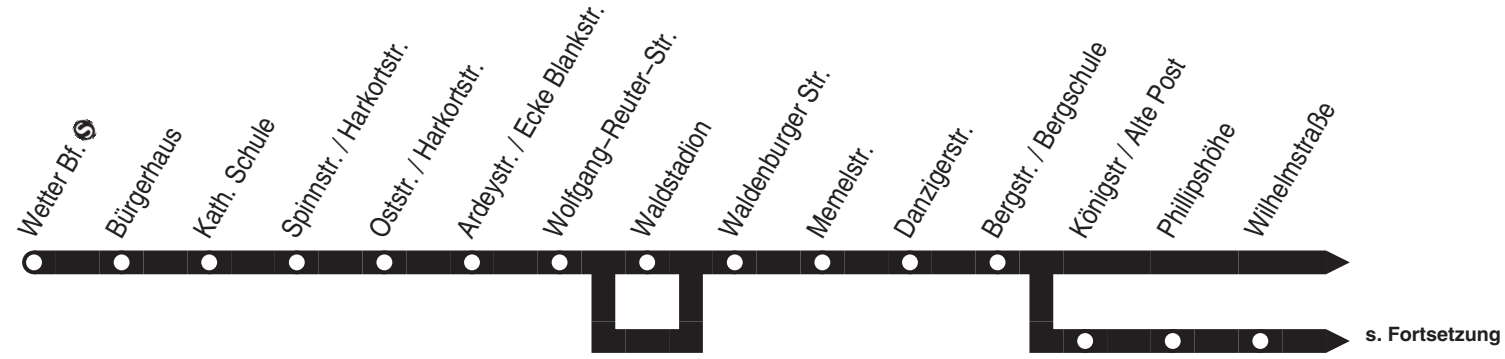 Wetter Bf. S
Bürgerhaus
Kath. Schule
Spinnstr. / Harkortstr.
Oststr. / Harkortstr.
Ardeystr. / Ecke Blankstr.
Wolfgang-Reuter-Str.
Waldstadion
Waldenburger Str.
Memelstr.
Danzigerstr.
Bergstr. / Bergschule
Königstr / Alte Post
Phillipshöhe
Wilhelmstraße
s. Fortsetzung